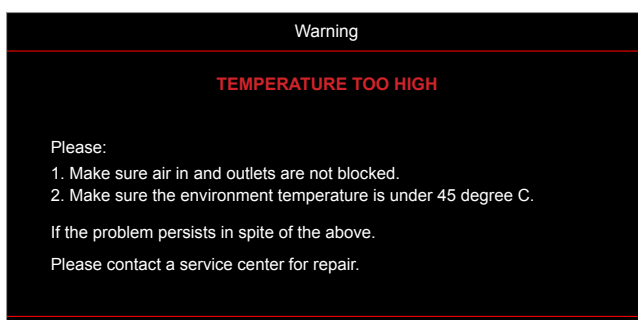 Warning
TEMPERATURE TOO HIGH
Please:
1. Make sure air in and outlets are not blocked.
2. Make sure the environment temperature is under 45 degree C.
If the problem persists in spite of the above.
Please contact a service center for repair.